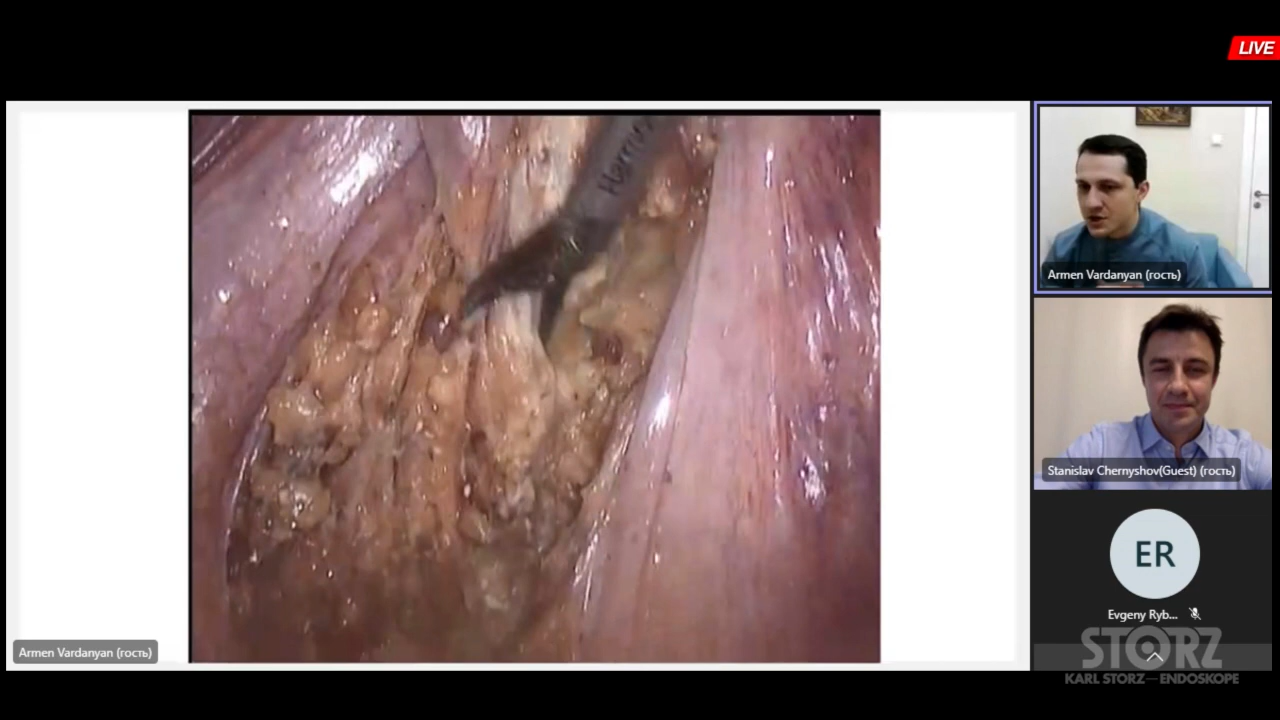 LIVE
Armen Vardanyan (гость)
Stanislav Chernyshov(Guest) (гость)
ER
Evgeny Ryb...
STORZ
KARL STORZ—ENDOSKOPE
Armen Vardanyan (гость)